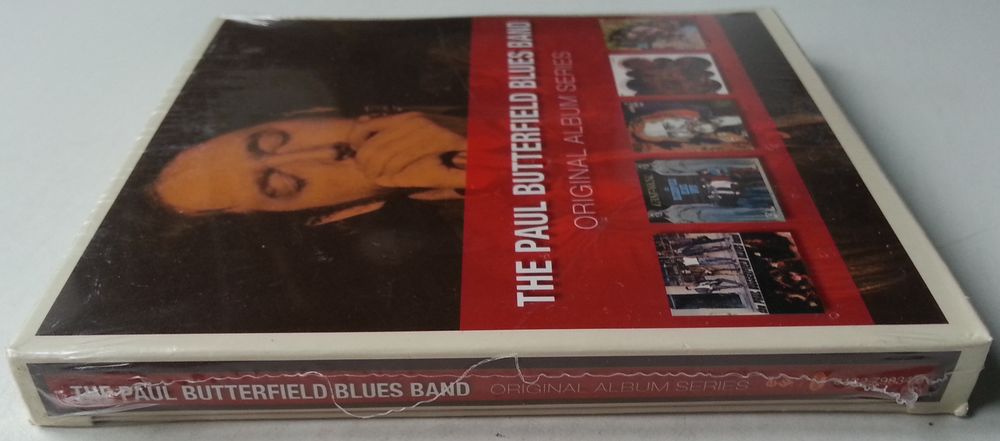 THE PAUL BUTTERFIELD BLUES BAND
ORIGINAL ALBUM SERIES
THE PAUL BUTTERFIELD BLUES BAND ORIGINAL ALBUM SERIES